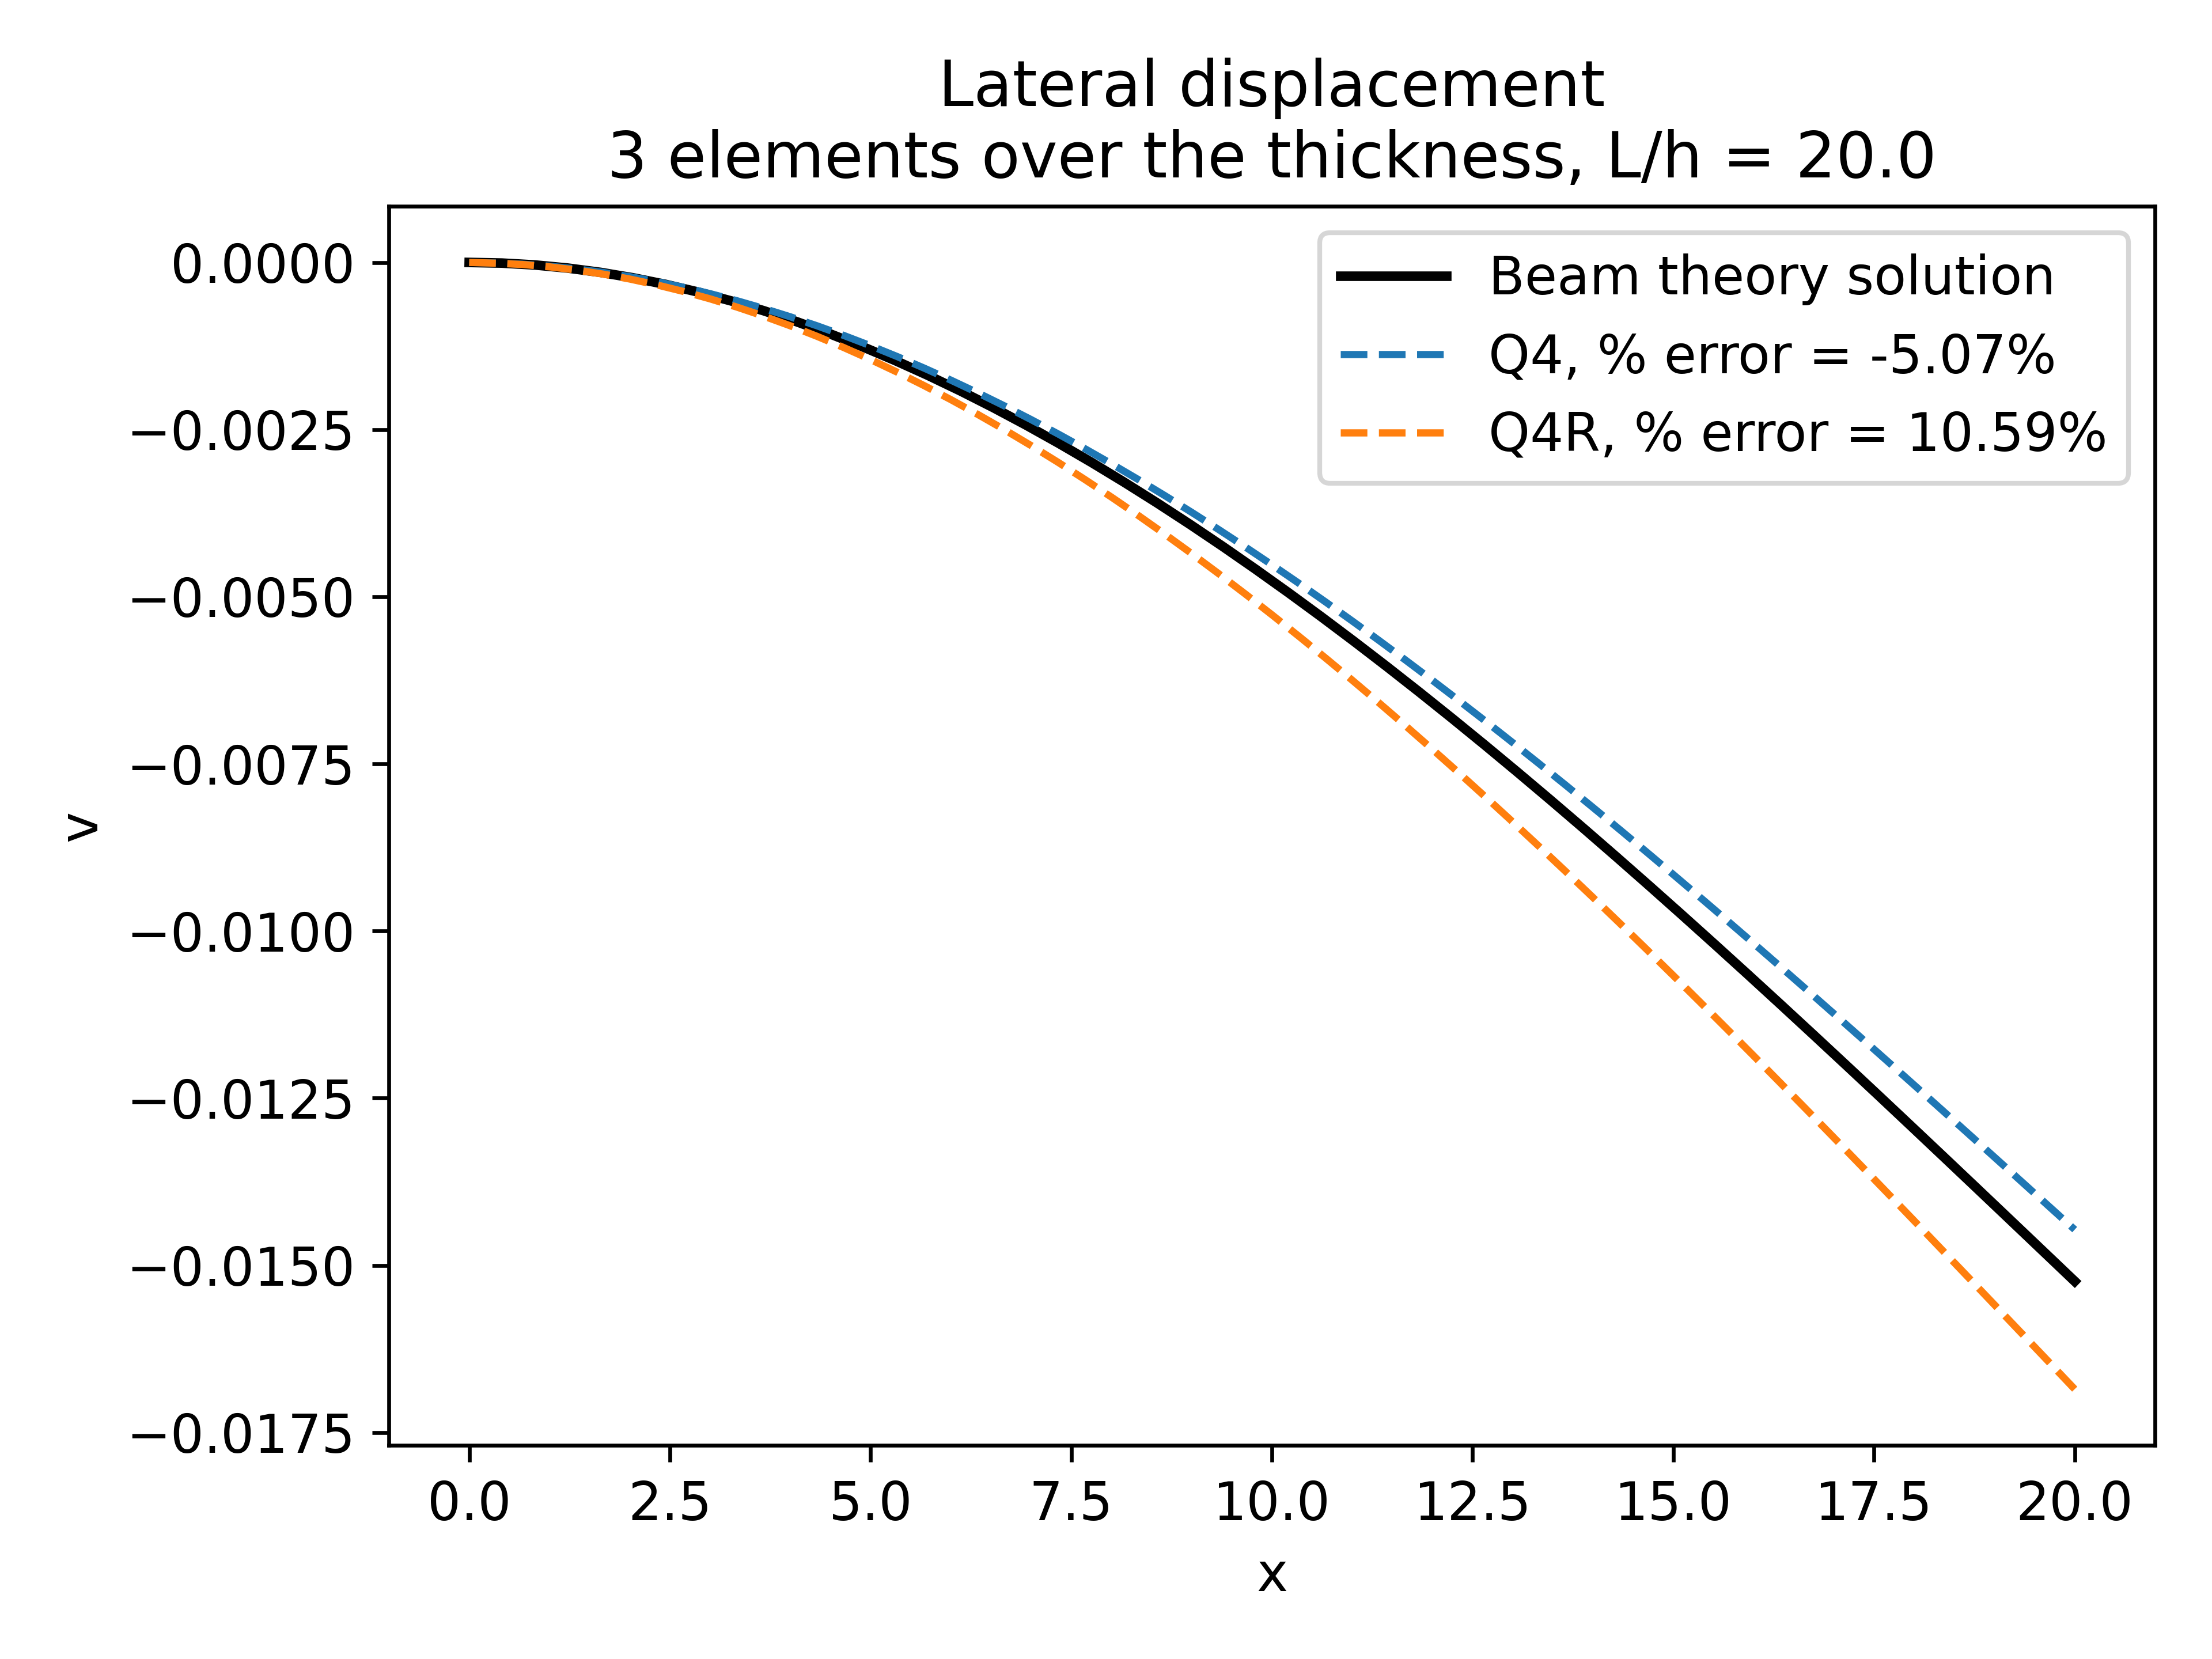 Lateral displacement
3 elements over the thickness, L/h = 20.0
Beam theory solution
Q4, % error = -5.07%
Q4R, % error = 10.59%
0.0000
−0.0025
−0.0050
−0.0075
−0.0100
−0.0125
−0.0150
−0.0175
v
0.0 2.5 5.0 7.5 10.0 12.5 15.0 17.5 20.0
x